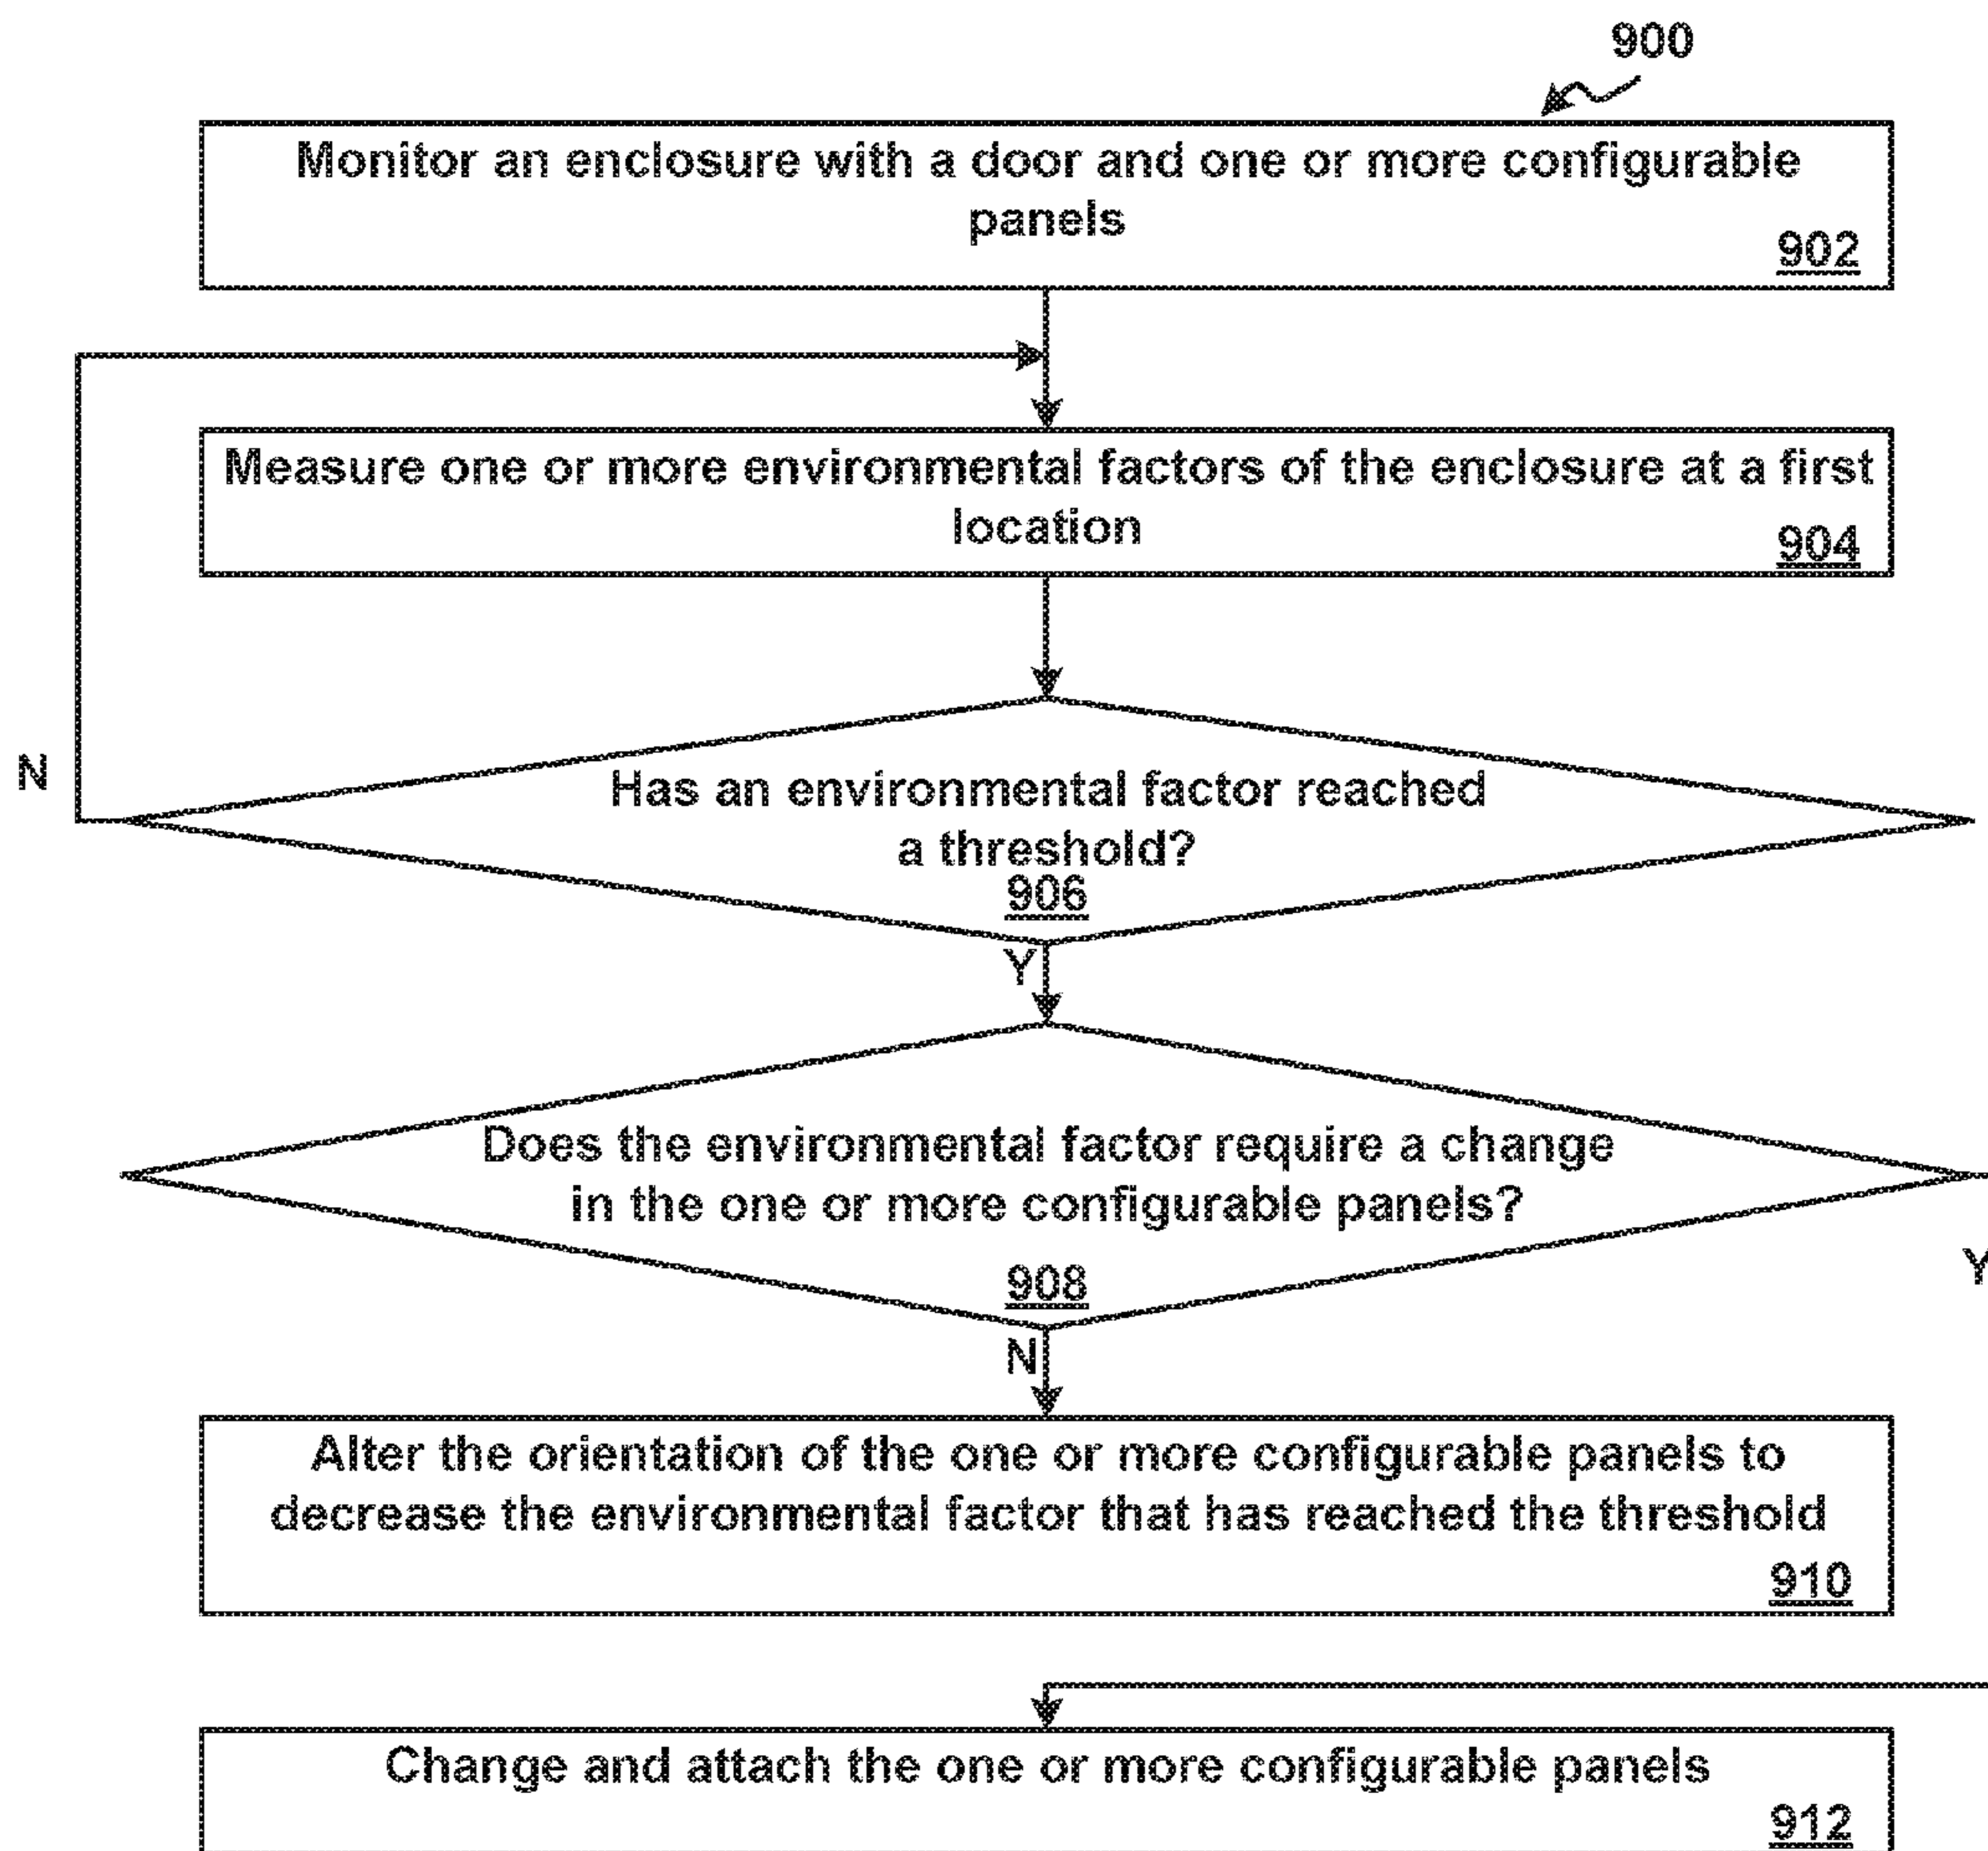 900
Monitor an enclosure with a door and one or more configurable
panels
902
Measure one or more environmental factors of the enclosure at a first
location
904
N
Has an environmental factor reached
a threshold?
906
Y
Does the environmental factor require a change
in the one or more configurable panels?
Y
908
N
Alter the orientation of the one or more configurable panels to
decrease the environmental factor that has reached the threshold
910
Change and attach the one or more configurable panels
912